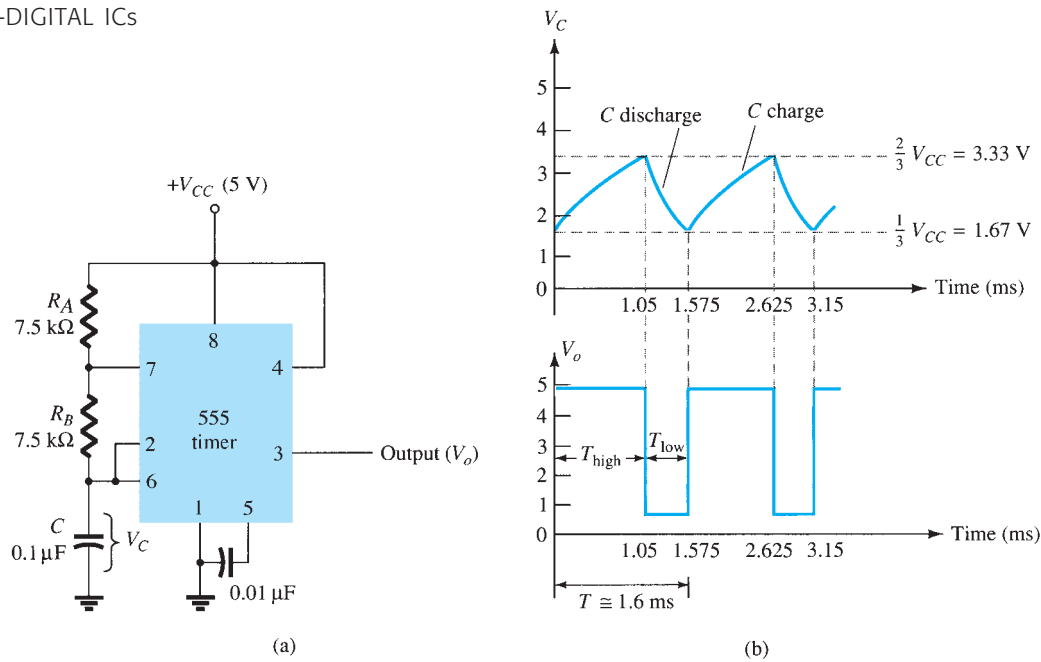 -DIGITAL ICs
+V_CC (5 V)
R_A
7.5 kΩ
8
7
4
R_B
7.5 kΩ
555
timer
2
3
Output (V_o)
6
1
5
C
0.1 μF
V_C
0.01 μF
(a)
V_C
5
4
3
2
1
0
C discharge
C charge
2/3 V_CC = 3.33 V
1/3 V_CC = 1.67 V
1.05 1.575 2.625 3.15
Time (ms)
V_o
5
4
3
2
1
0
T_high
T_low
1.05 1.575 2.625 3.15
Time (ms)
T ≅ 1.6 ms
(b)